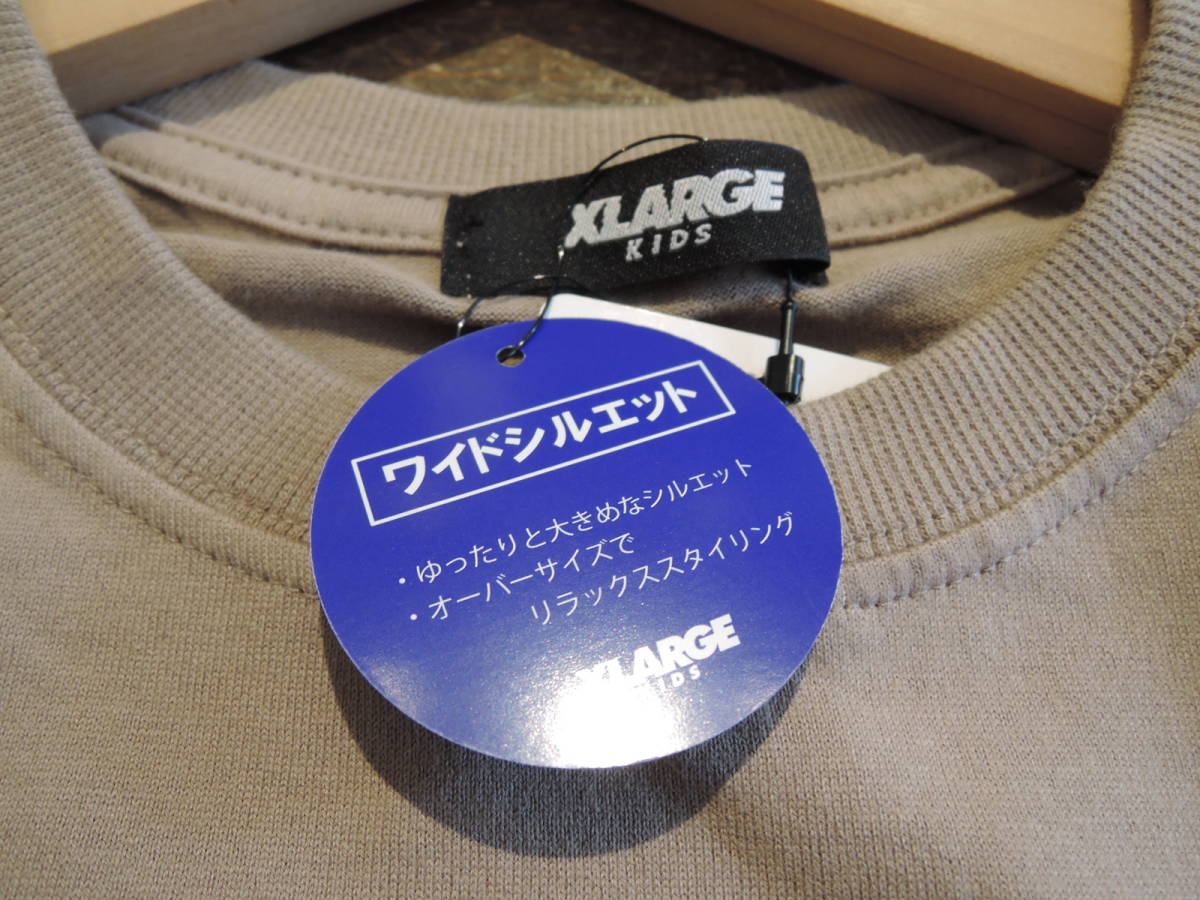 XLARGE
KIDS
ワイドシルエット
・ゆったりと大きめなシルエット
・オーバーサイズで
リラックススタイリング
XLARGE
KIDS